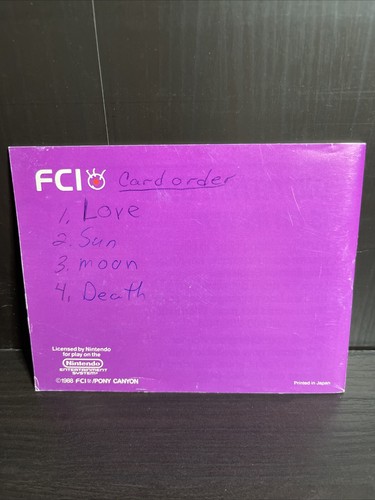 FCI Card order
1. Love
2. Sun
3. moon
4. Death
Licensed by Nintendo
for play on the
Nintendo
ENTERTAINMENT
SYSTEM®
©1988 FCI®/PONY CANYON
Printed in Japan